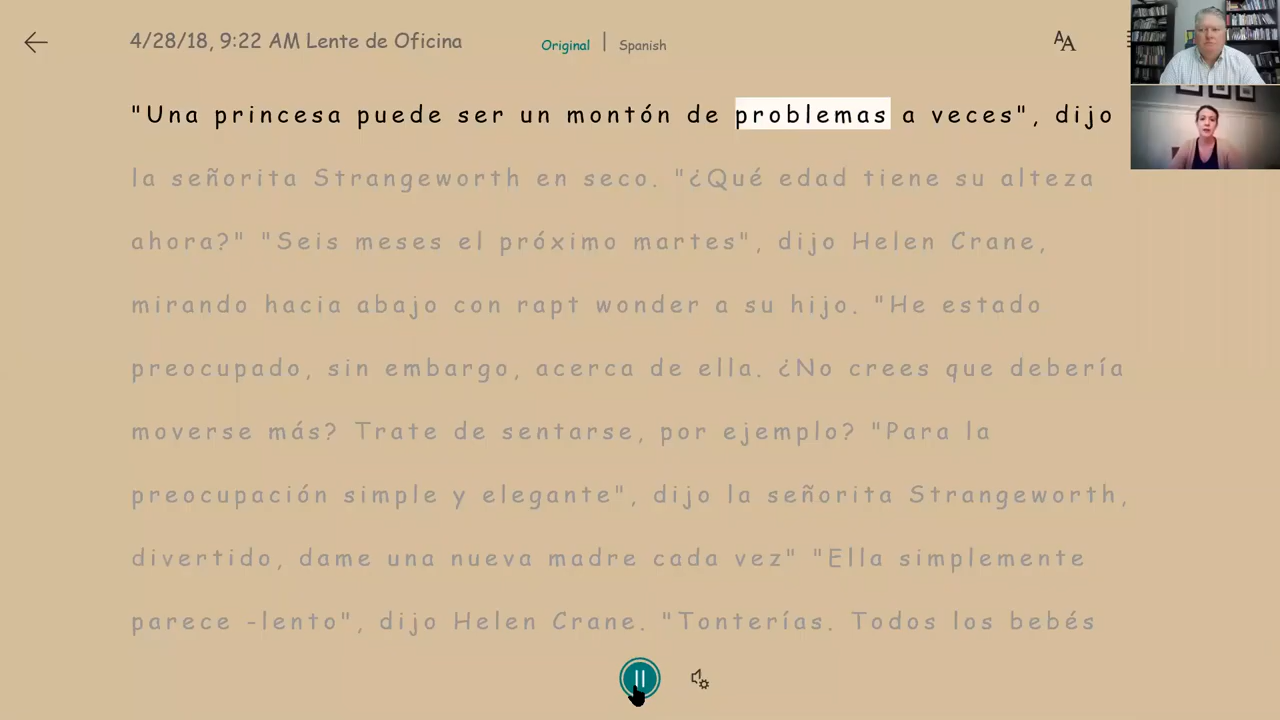 4/28/18, 9:22 AM Lente de Oficina
Original | Spanish
AA
"Una princesa puede ser un montón de problemas a veces", dijo
la señorita Strangeworth en seco. "¿Qué edad tiene su alteza
ahora?" "Seis meses el próximo martes", dijo Helen Crane,
mirando hacia abajo con rapt wonder a su hijo. "He estado
preocupado, sin embargo, acerca de ella. ¿No crees que debería
moverse más? Trate de sentarse, por ejemplo? "Para la
preocupación simple y elegante", dijo la señorita Strangeworth,
divertido, dame una nueva madre cada vez" "Ella simplemente
parece -lento", dijo Helen Crane. "Tonterías. Todos los bebés